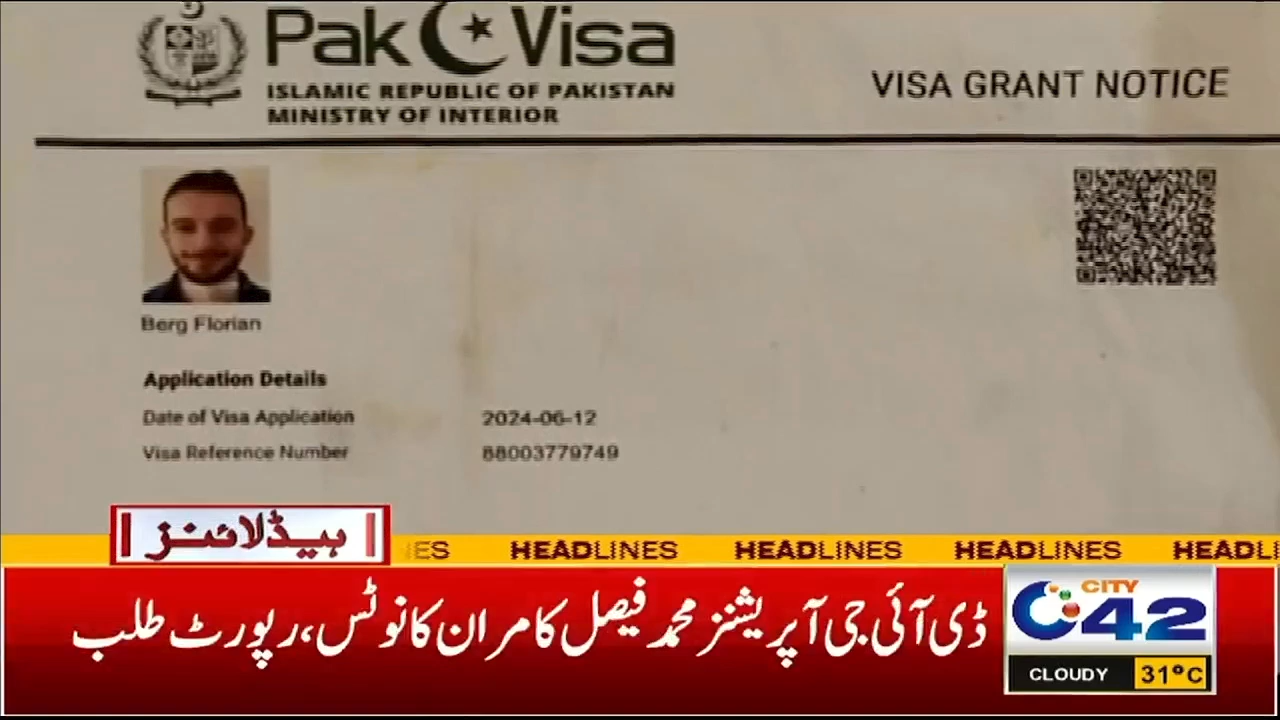 Pak Visa
ISLAMIC REPUBLIC OF PAKISTAN
MINISTRY OF INTERIOR
VISA GRANT NOTICE
Berg Florian
Application Details
Date of Visa Application 2024-06-12
Visa Reference Number 88003779749
ہیڈلائنز
ES HEADLINES HEADLINES HEADLINES HEADL
ڈی آئی جی آپریشنز محمد فیصل کامران کا نوٹس، رپورٹ طلب
CITY
42
CLOUDY 31°C